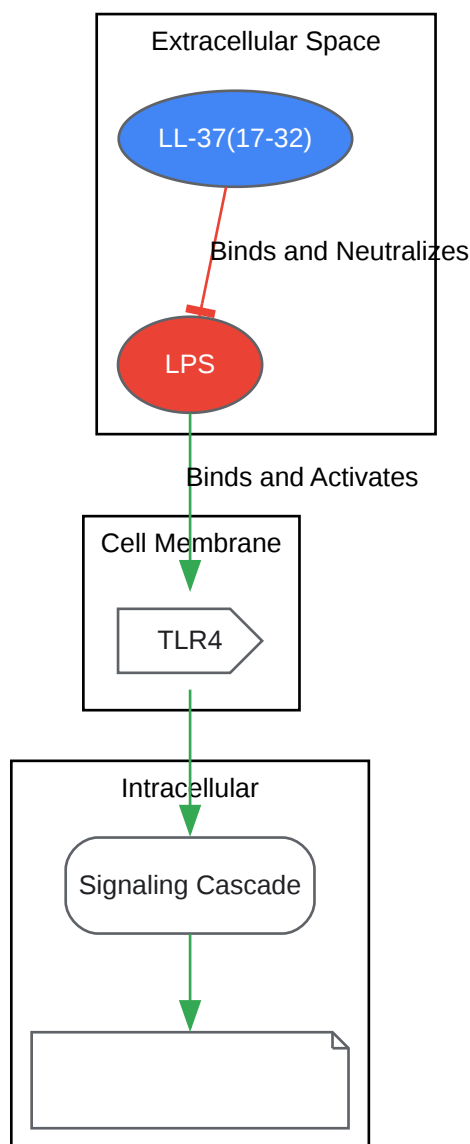 Extracellular Space
LL-37(17-32)
Binds and Neutralizes
LPS
Binds and Activates
Cell Membrane
TLR4
Intracellular
Signaling Cascade